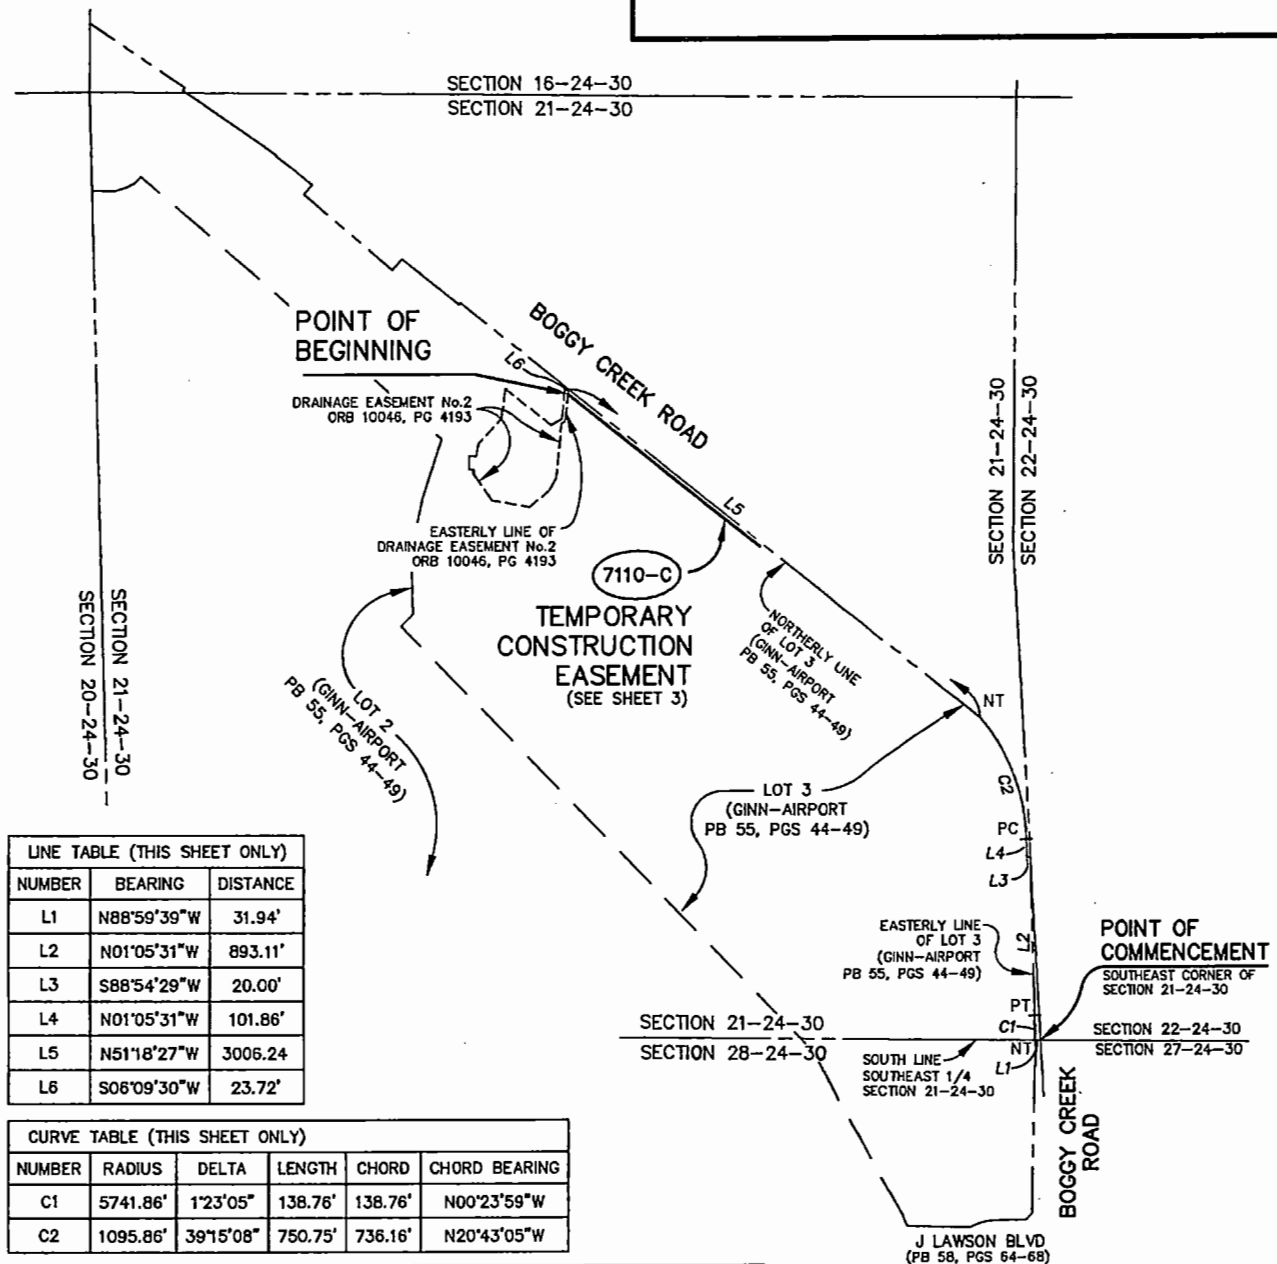 SECTION 16-24-30
SECTION 21-24-30
POINT OF
BEGINNING
L6
BOGGY CREEK ROAD
DRAINAGE EASEMENT No.2
ORB 10046, PG 4193
EASTERLY LINE OF
DRAINAGE EASEMENT No.2
ORB 10046, PG 4193
L5
7110-C
TEMPORARY
CONSTRUCTION
EASEMENT
(SEE SHEET 3)
SECTION 21-24-30
SECTION 22-24-30
SECTION 20-24-30
SECTION 21-24-30
LOT 2
(GINN-AIRPORT
PB 55, PGS 44-49)
NORTHERLY LINE
OF LOT 3
(GINN-AIRPORT
PB 55, PGS 44-49)
NT
C2
LOT 3
(GINN-AIRPORT
PB 55, PGS 44-49)
PC
L4
L3
EASTERLY LINE
OF LOT 3
(GINN-AIRPORT
PB 55, PGS 44-49)
L2
POINT OF
COMMENCEMENT
SOUTHEAST CORNER OF
SECTION 21-24-30
PT
C1
NT
L1
SECTION 21-24-30
SECTION 28-24-30
SOUTH LINE
SOUTHEAST 1/4
SECTION 21-24-30
SECTION 22-24-30
SECTION 27-24-30
BOGGY CREEK
ROAD
J LAWSON BLVD
(PB 58, PGS 64-68)
LINE TABLE (THIS SHEET ONLY)
NUMBER BEARING DISTANCE
L1 N88°59'39"W 31.94'
L2 N01°05'31"W 893.11'
L3 S88°54'29"W 20.00'
L4 N01°05'31"W 101.86'
L5 N51°18'27"W 3006.24
L6 S06°09'30"W 23.72'
CURVE TABLE (THIS SHEET ONLY)
NUMBER RADIUS DELTA LENGTH CHORD CHORD BEARING
C1 5741.86' 1°23'05" 138.76' 138.76' N00°23'59"W
C2 1095.86' 39°15'08" 750.75' 736.16' N20°43'05"W